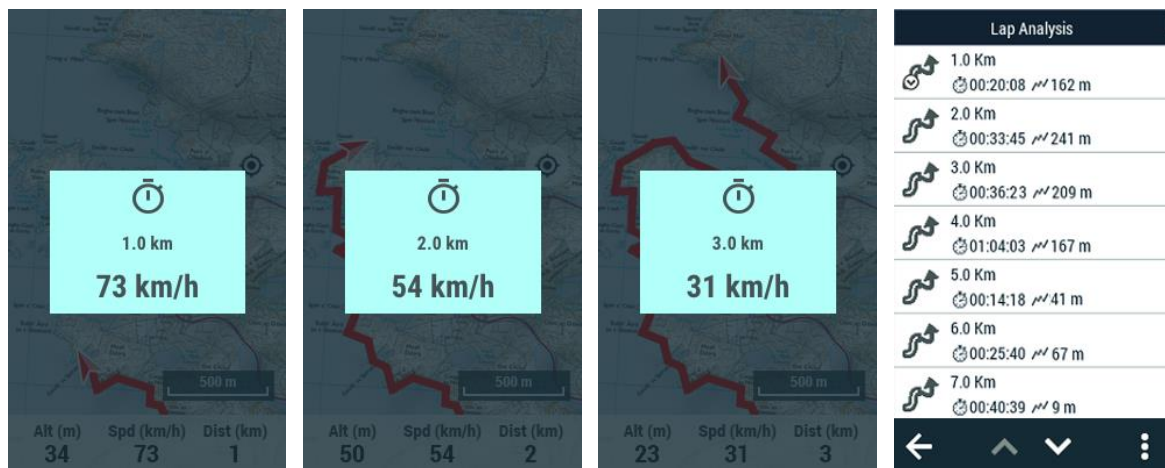 1.0 km
73 km/h
500 m
Alt (m) Spd (km/h) Dist (km)
34 73 1
2.0 km
54 km/h
500 m
Alt (m) Spd (km/h) Dist (km)
50 54 2
3.0 km
31 km/h
500 m
Alt (m) Spd (km/h) Dist (km)
23 31 3
Lap Analysis
1.0 Km
00:20:08 162 m
2.0 Km
00:33:45 241 m
3.0 Km
00:36:23 209 m
4.0 Km
01:04:03 167 m
5.0 Km
00:14:18 41 m
6.0 Km
00:25:40 67 m
7.0 Km
00:40:39 9 m